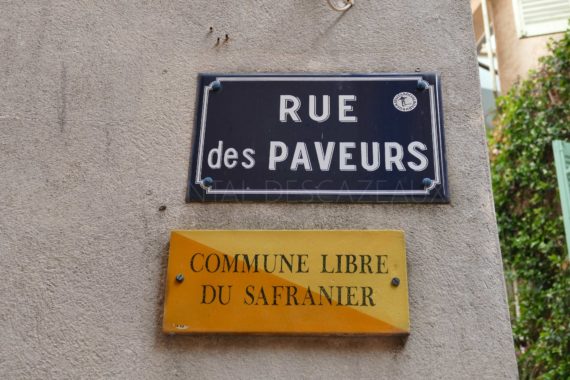 RUE
des PAVEURS
COMMUNE LIBRE
DU SAFRANIER